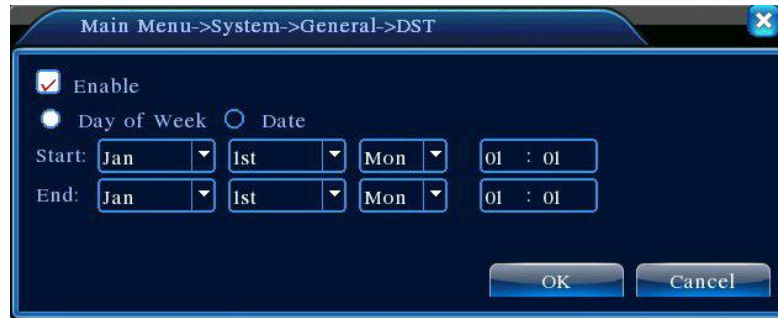 Main Menu->System->General->DST
Enable
Day of Week Date
Start: Jan 1st Mon 01 : 01
End: Jan 1st Mon 01 : 01
OK Cancel